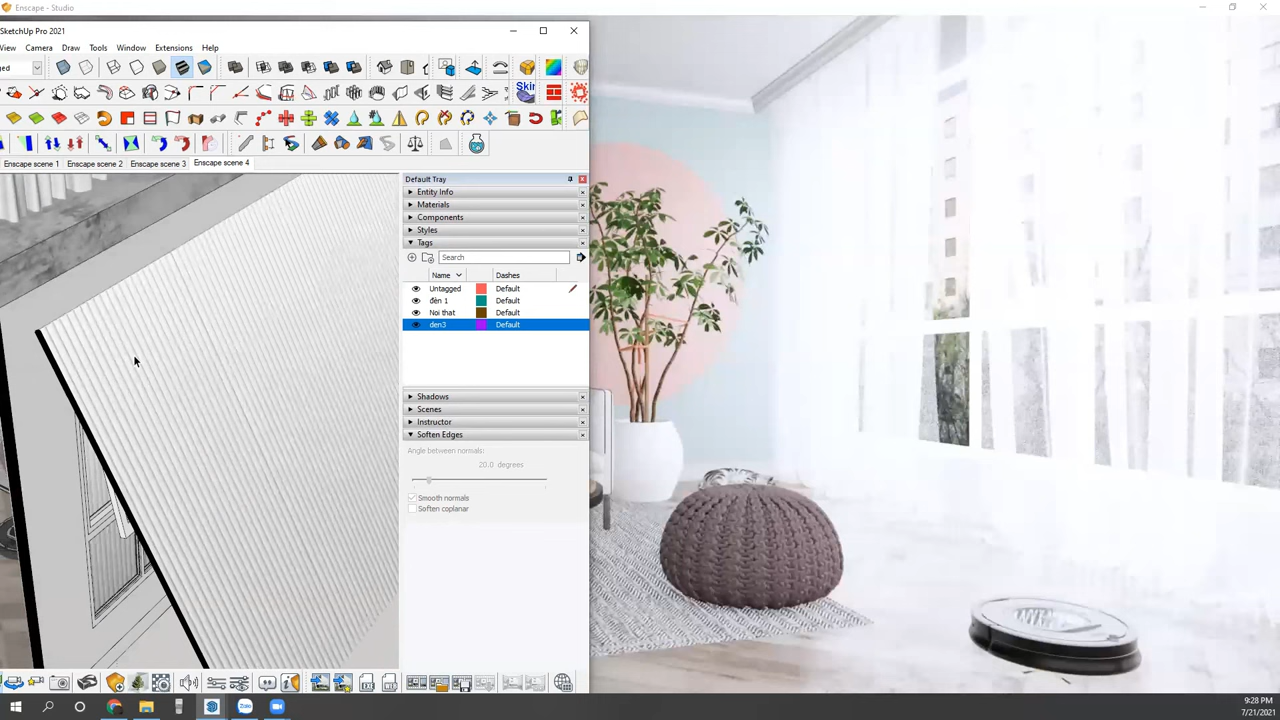 Enscape - Studio
SketchUp Pro 2021
View Camera Draw Tools Window Extensions Help
ged
Skin
Enscape scene 1 Enscape scene 2 Enscape scene 3 Enscape scene 4
Default Tray
Entity Info
Materials
Components
Styles
Tags
Search
Name Dashes
Untagged Default
đèn 1 Default
Noi that Default
den3 Default
Shadows
Scenes
Instructor
Soften Edges
Angle between normals:
20.0 degrees
Smooth normals
Soften coplanar
Zalo
9:28 PM
7/21/2021